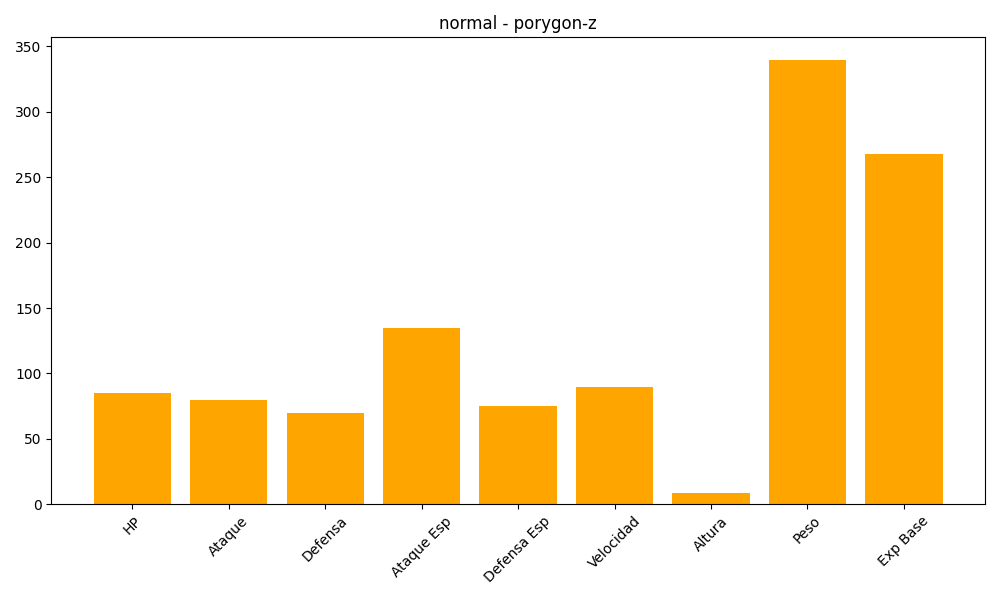 normal - porygon-z
350
300
250
200
150
100
50
0
HP
Ataque
Defensa
Ataque Esp
Defensa Esp
Velocidad
Altura
Peso
Exp Base